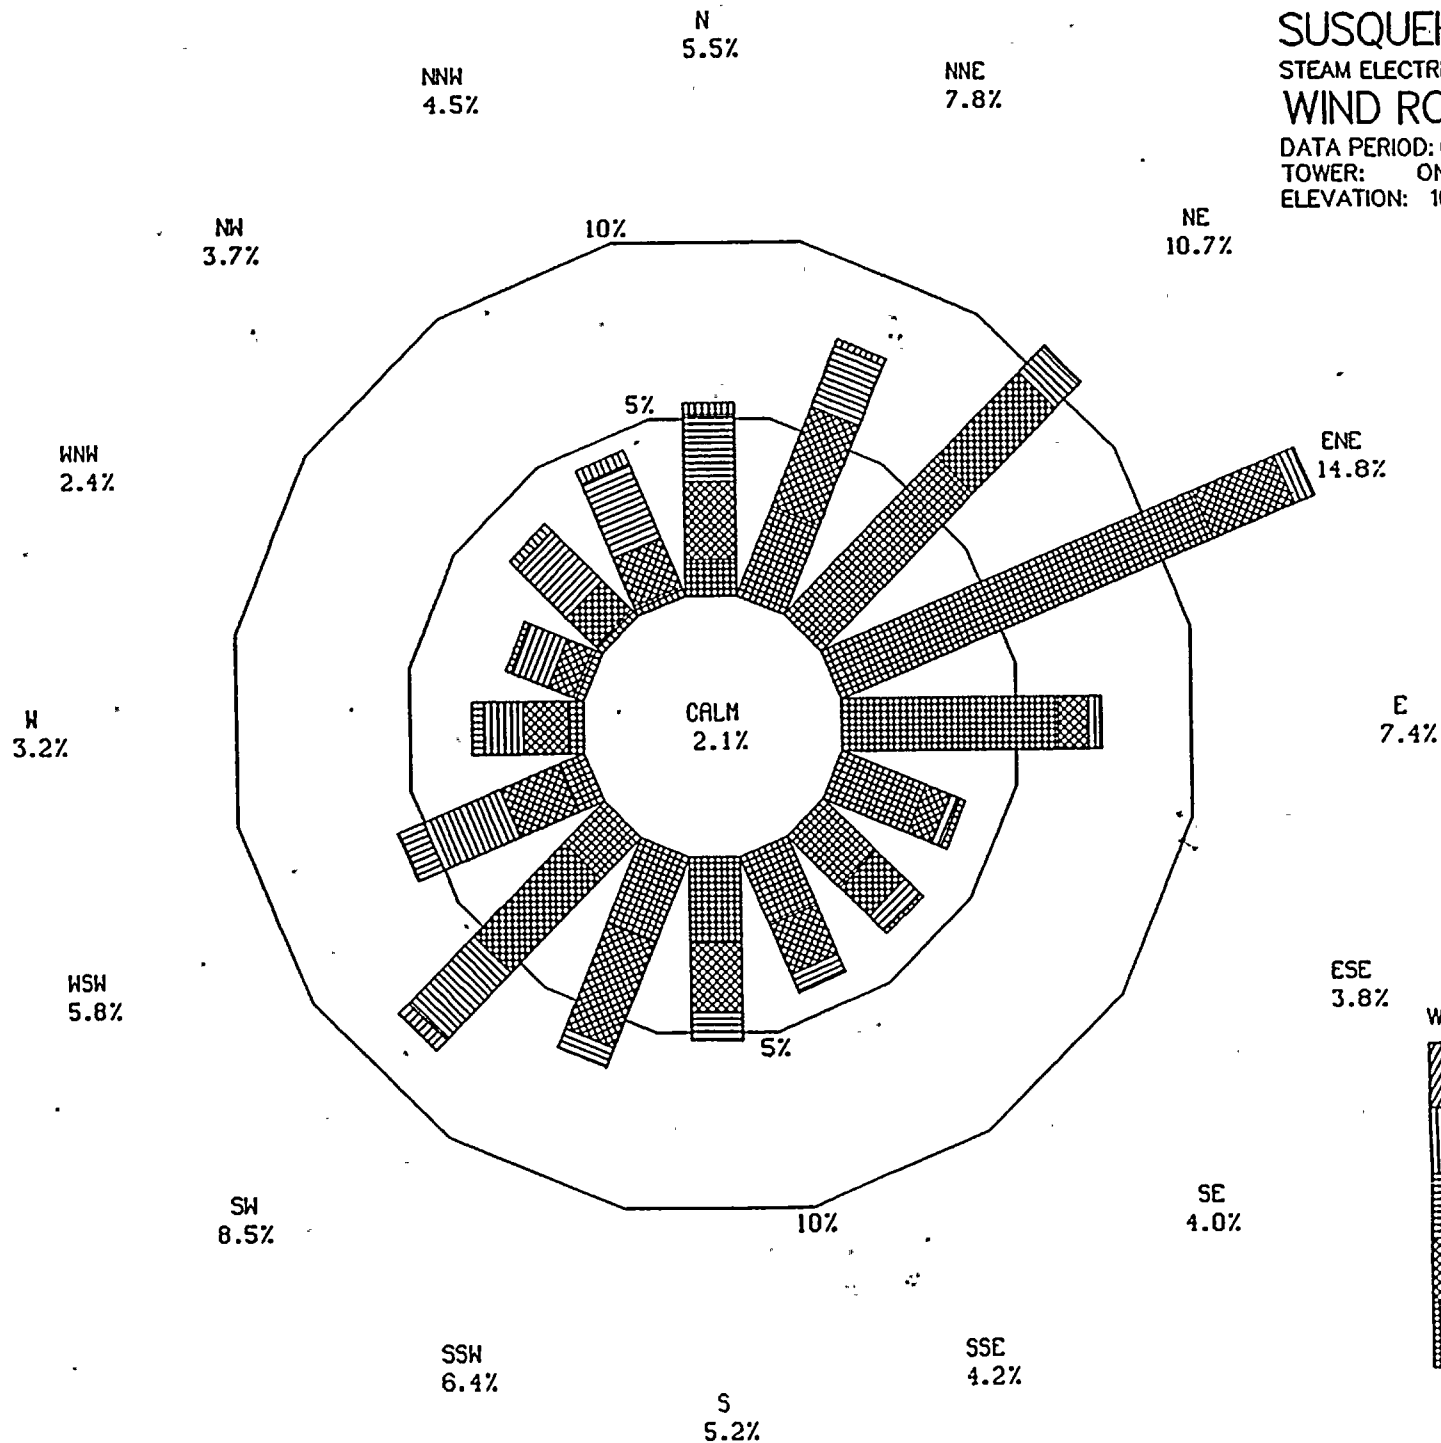 N
5.5%
NNW
4.5%
NNE
7.8%
STEAM
WIND
DATA PERIOD:
TOWER:
ELEVATION:
NW
3.7%
NE
10.7%
10%
5%
WNW
2.4%
ENE
14.8%
W
3.2%
CALM
2.1%
E
7.4%
WSW
5.8%
ESE
3.8%
5%
10%
SW
8.5%
SE
4.0%
SSW
6.4%
SSE
4.2%
S
5.2%